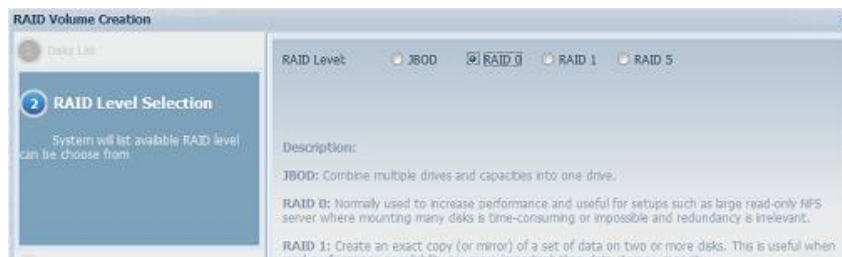 RAID Volume Creation
Disks List
RAID Level: JBOD RAID 0 RAID 1 RAID 5
2 RAID Level Selection
System will list available RAID level
can be choose from
Description:
JBOD: Combine multiple drives and capacities into one drive.
RAID 0: Normally used to increase performance and useful for setups such as large read-only NFS
server where mounting many disks is time-consuming or impossible and redundancy is irrelevant.
RAID 1: Create an exact copy (or mirror) of a set of data on two or more disks. This is useful when